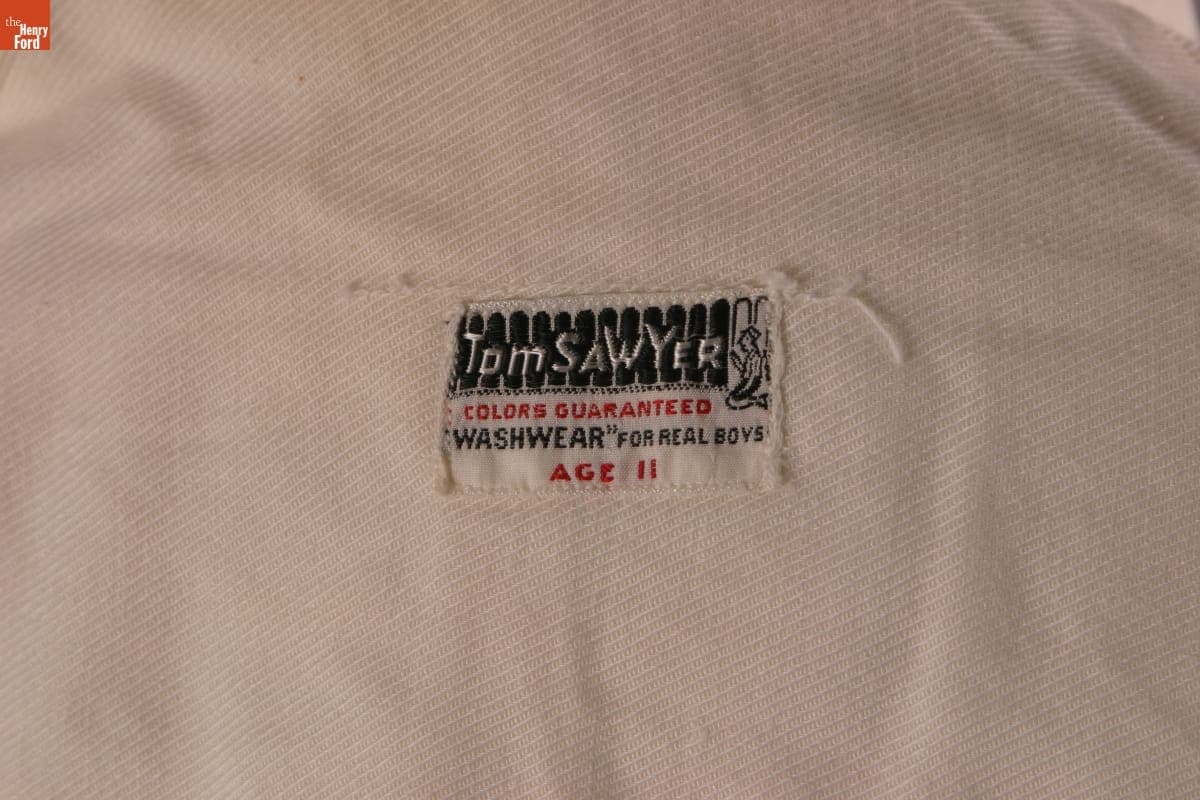 the
Henry
Ford
Tom SAWYER
COLORS GUARANTEED
"WASHWEAR" FOR REAL BOYS
AGE 11